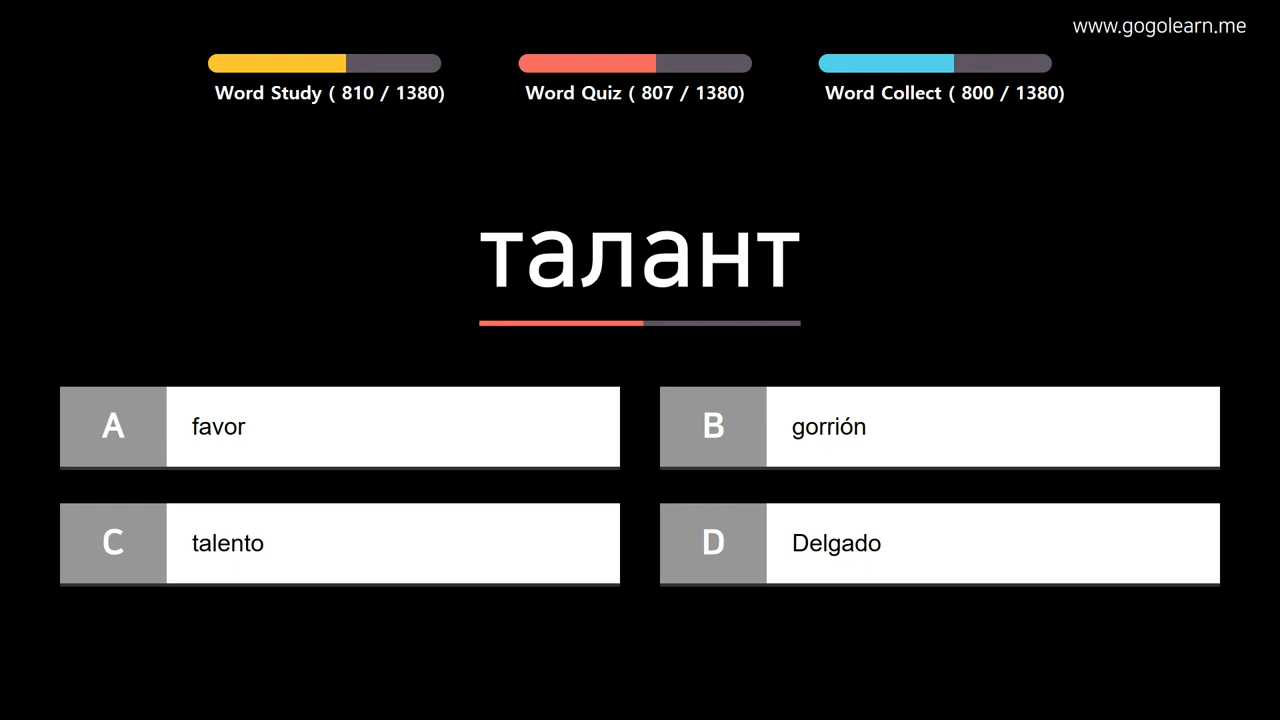 www.gogolearn.me
Word Study ( 810 / 1380)
Word Quiz ( 807 / 1380)
Word Collect ( 800 / 1380)
талант
A favor
B gorrión
C talento
D Delgado